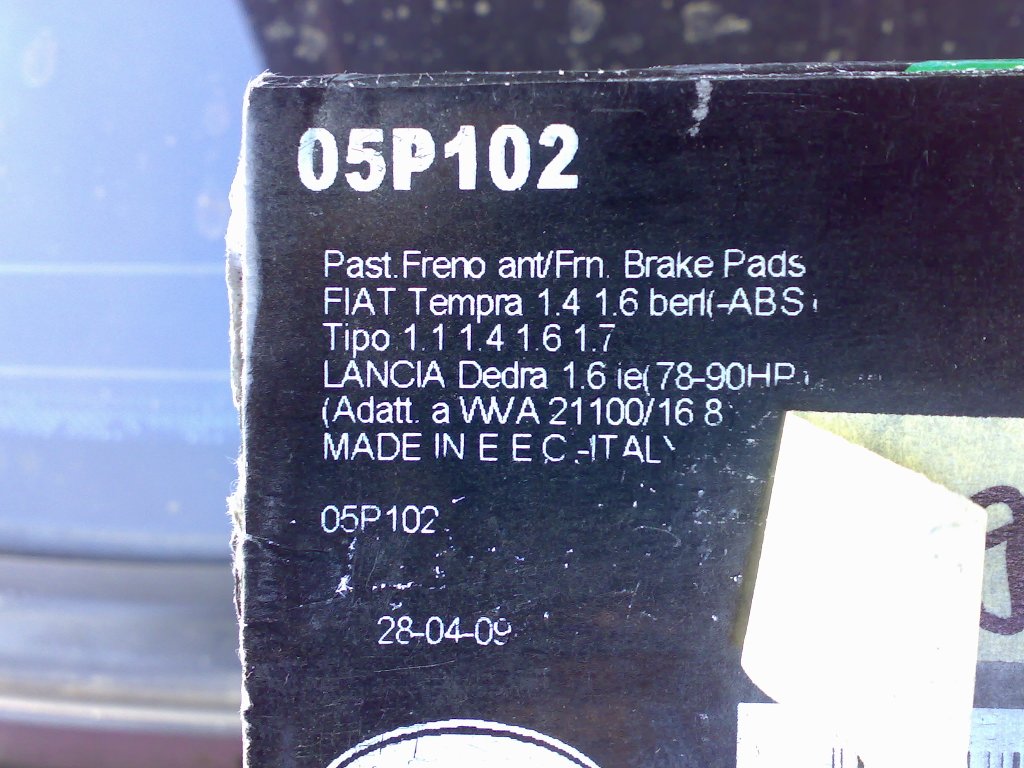 05P102
Past.Freno ant/Frn. Brake Pads
FIAT Tempra 1.4 1.6 berl(-ABS)
Tipo 1.1 1.4 1.6 1.7
LANCIA Dedra 1.6 ie(78-90HP)
(Adatt. a WVA 21100/16 8
MADE IN E E C.-ITALY
05P102
28-04-09